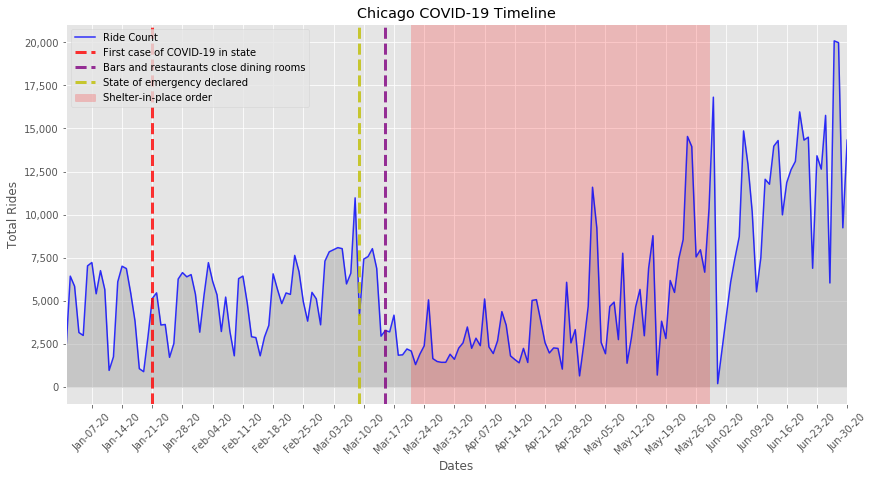 Chicago COVID-19 Timeline
Ride Count
First case of COVID-19 in state
Bars and restaurants close dining rooms
State of emergency declared
Shelter-in-place order
Total Rides
20,000
17,500
15,000
12,500
10,000
7,500
5,000
2,500
0
Jan-07-20
Jan-14-20
Jan-21-20
Jan-28-20
Feb-04-20
Feb-11-20
Feb-18-20
Feb-25-20
Mar-03-20
Mar-10-20
Mar-17-20
Mar-24-20
Mar-31-20
Apr-07-20
Apr-14-20
Apr-21-20
Apr-28-20
May-05-20
May-12-20
May-19-20
May-26-20
Jun-02-20
Jun-09-20
Jun-16-20
Jun-23-20
Jun-30-20
Dates